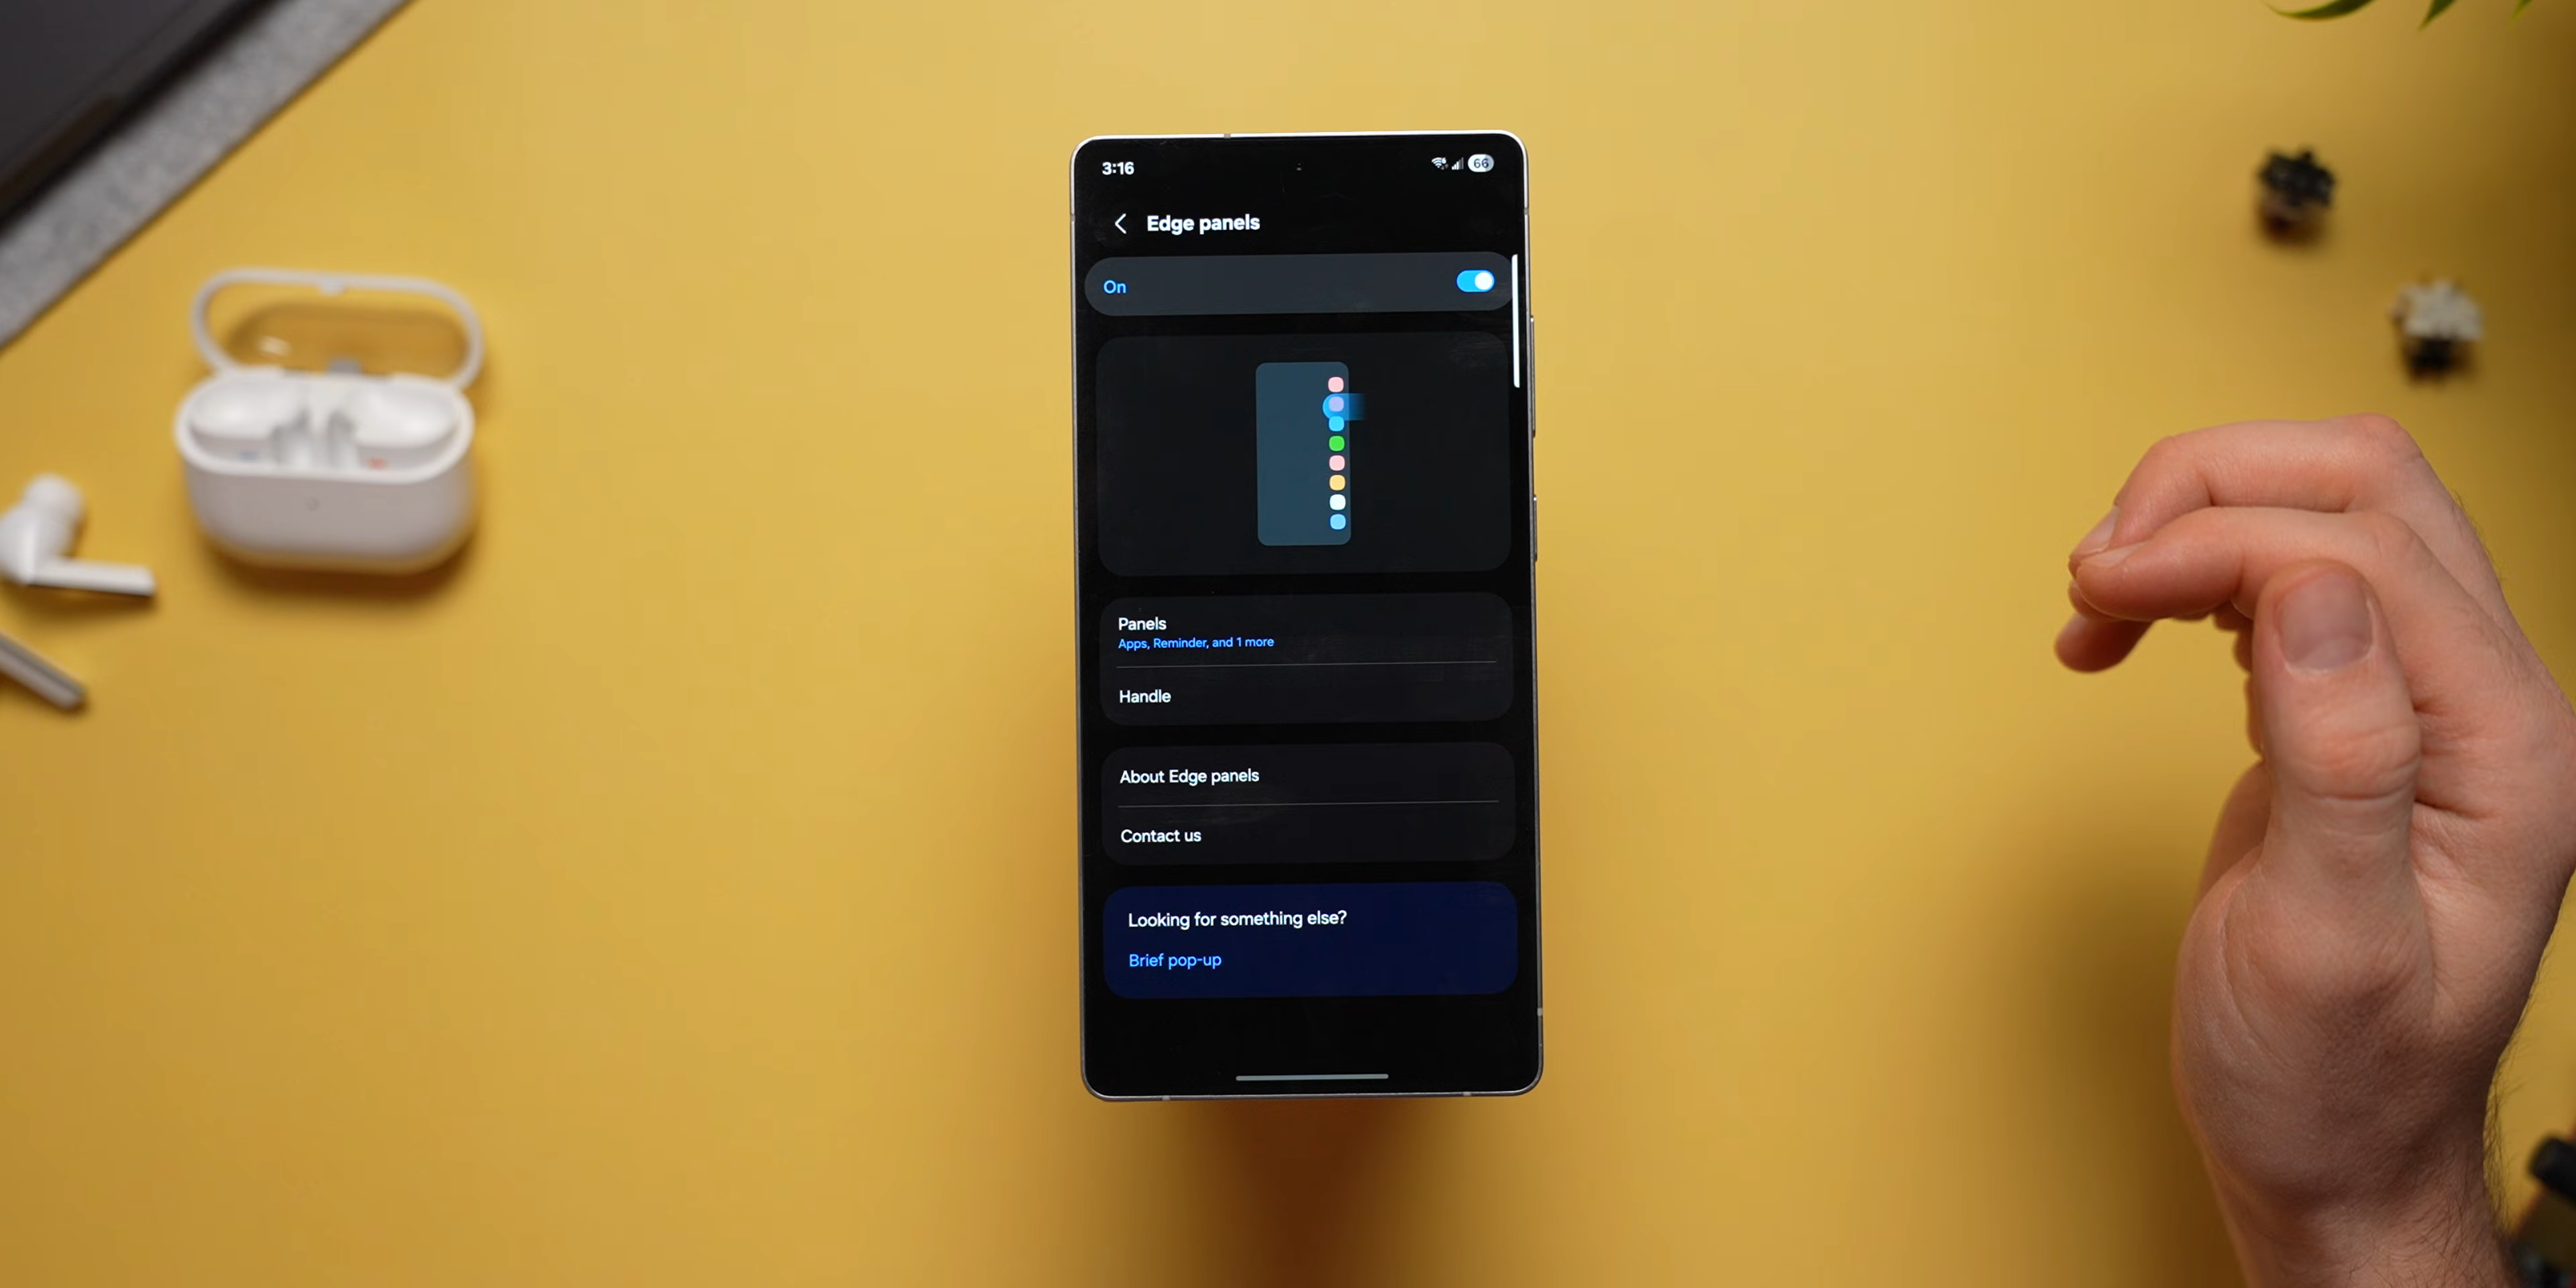 3:16
66
Edge panels
On
Panels
Apps, Reminder, and 1 more
Handle
About Edge panels
Contact us
Looking for something else?
Brief pop-up